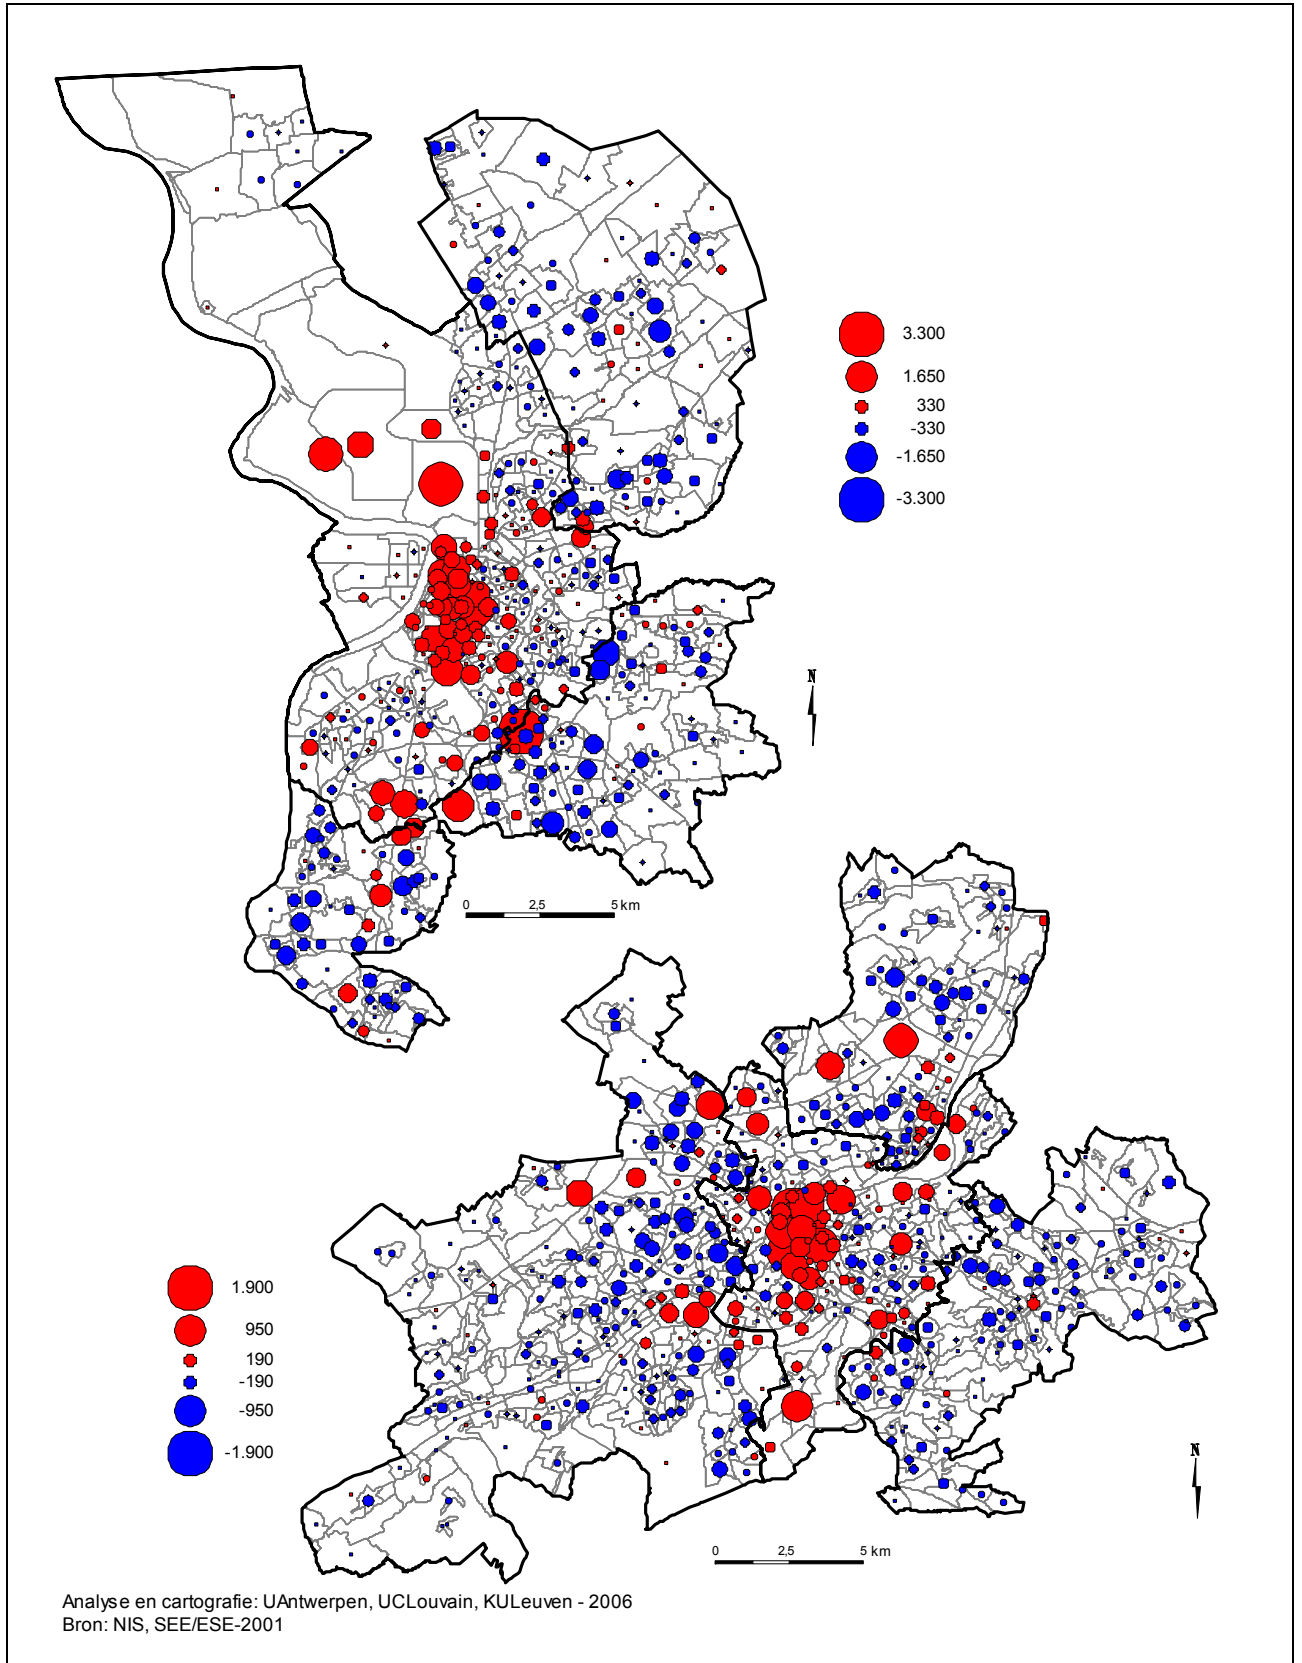 3.300
1.650
330
-330
-1.650
-3.300
N
0 2,5 5 km
1.900
950
190
-190
-950
-1.900
N
0 2,5 5 km
Analyse en cartografie: UAntwerpen, UCLouvain, KULeuven - 2006
Bron: NIS, SEE/ESE-2001